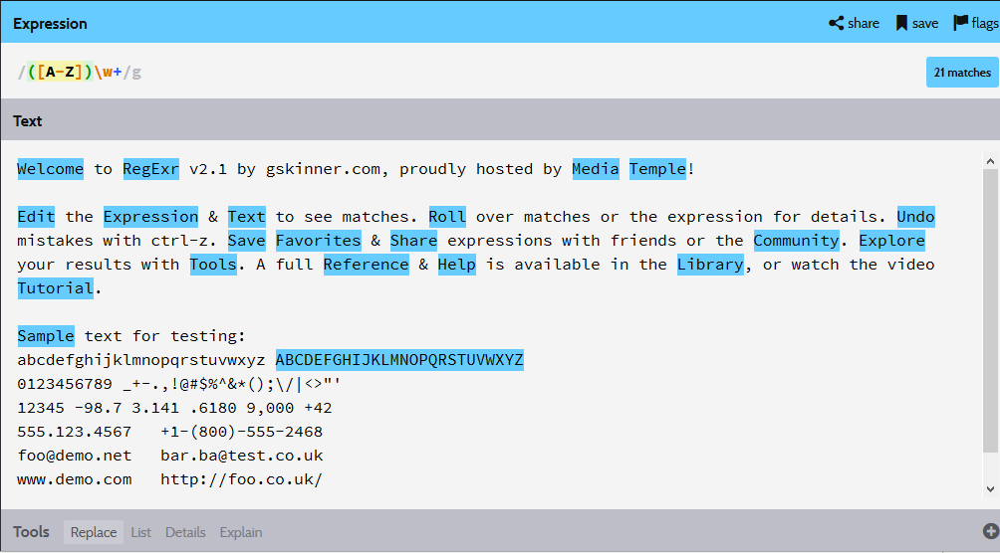 Expression share save flags
/([A-Z])\w+/g 21 matches
Text
Welcome to RegExr v2.1 by gskinner.com, proudly hosted by Media Temple!
Edit the Expression & Text to see matches. Roll over matches or the expression for details. Undo
mistakes with ctrl-z. Save Favorites & Share expressions with friends or the Community. Explore
your results with Tools. A full Reference & Help is available in the Library, or watch the video
Tutorial.
Sample text for testing:
abcdefghijklmnopqrstuvwxyz ABCDEFGHIJKLMNOPQRSTUVWXYZ
0123456789 _+-.,!@#$%^&*();\/|<>"'
12345 -98.7 3.141 .6180 9,000 +42
555.123.4567 +1-(800)-555-2468
foo@demo.net bar.ba@test.co.uk
www.demo.com http://foo.co.uk/
Tools Replace List Details Explain